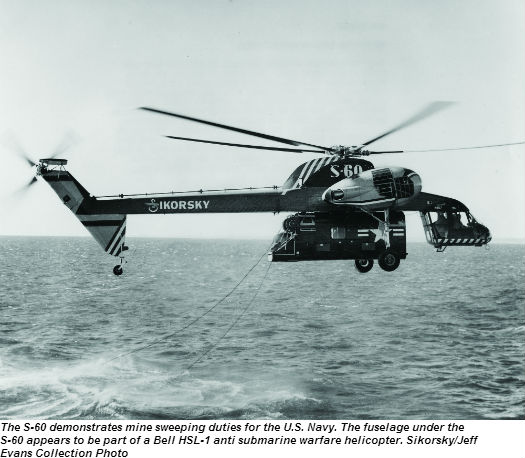 S-60
SIKORSKY
The S-60 demonstrates mine sweeping duties for the U.S. Navy. The fuselage under the
S-60 appears to be part of a Bell HSL-1 anti submarine warfare helicopter. Sikorsky/Jeff
Evans Collection Photo